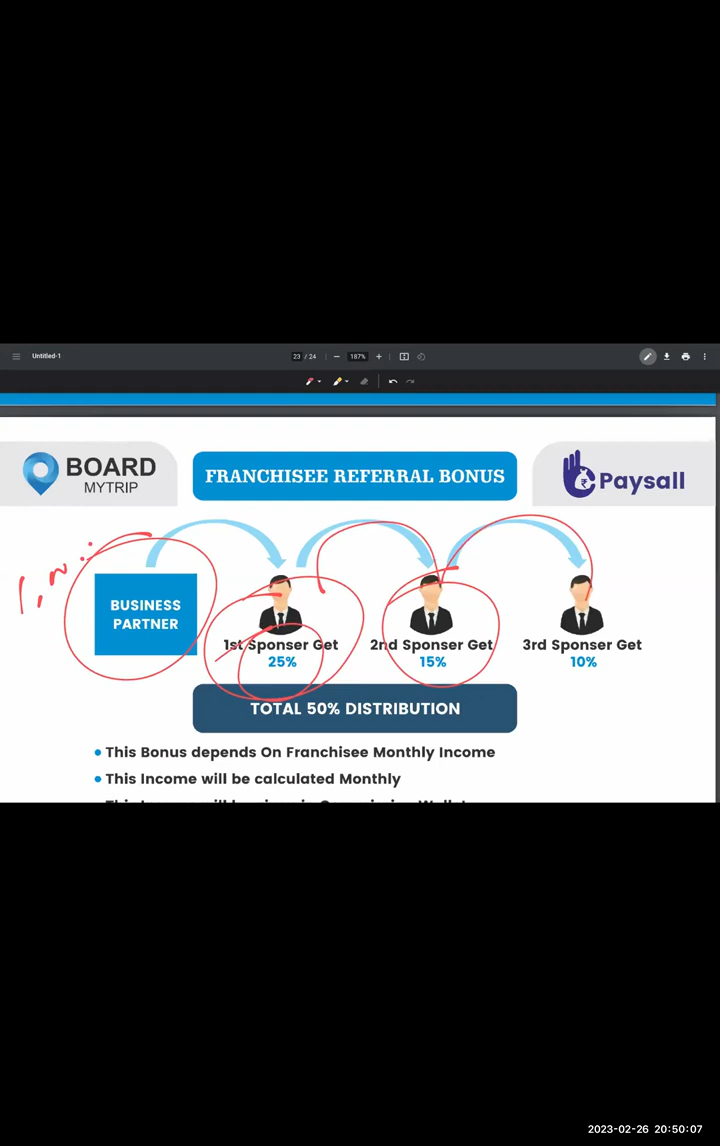 Untitled-1
23 / 24
187%
BOARD
MYTRIP
FRANCHISEE REFERRAL BONUS
Paysall
BUSINESS
PARTNER
1st Sponser Get
25%
2nd Sponser Get
15%
3rd Sponser Get
10%
TOTAL 50% DISTRIBUTION
This Bonus depends On Franchisee Monthly Income
This Income will be calculated Monthly
2023-02-26 20:50:07